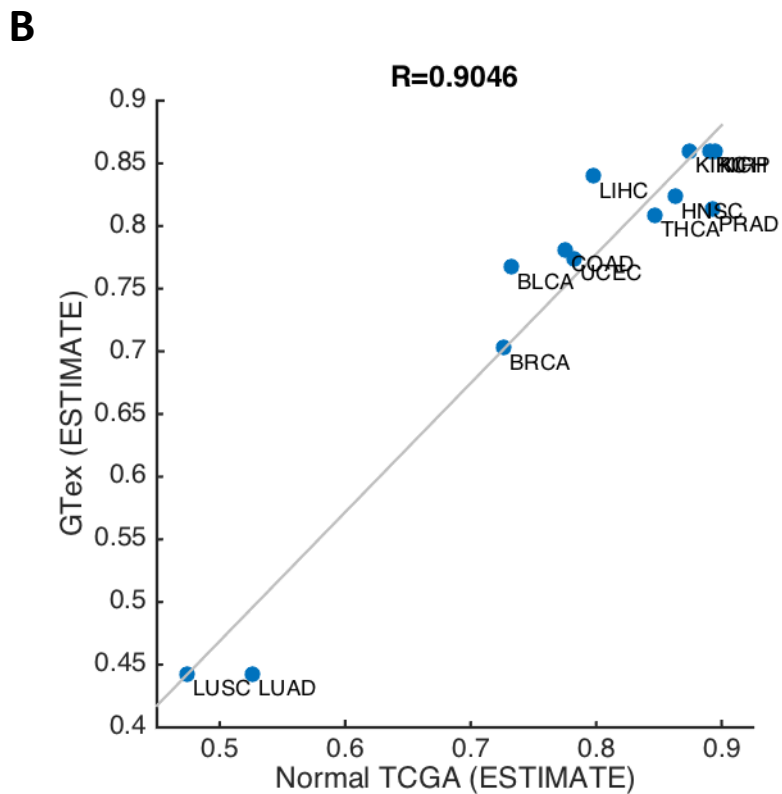 B
R=0.9046
0.9
0.85
0.8
0.75
0.7
0.65
0.6
0.55
0.5
0.45
0.4
GTex (ESTIMATE)
LIHC
HNSC
PRAD
THCA
COAD
UCEC
BLCA
BRCA
LUSC
LUAD
0.5
0.6
0.7
0.8
0.9
Normal TCGA (ESTIMATE)